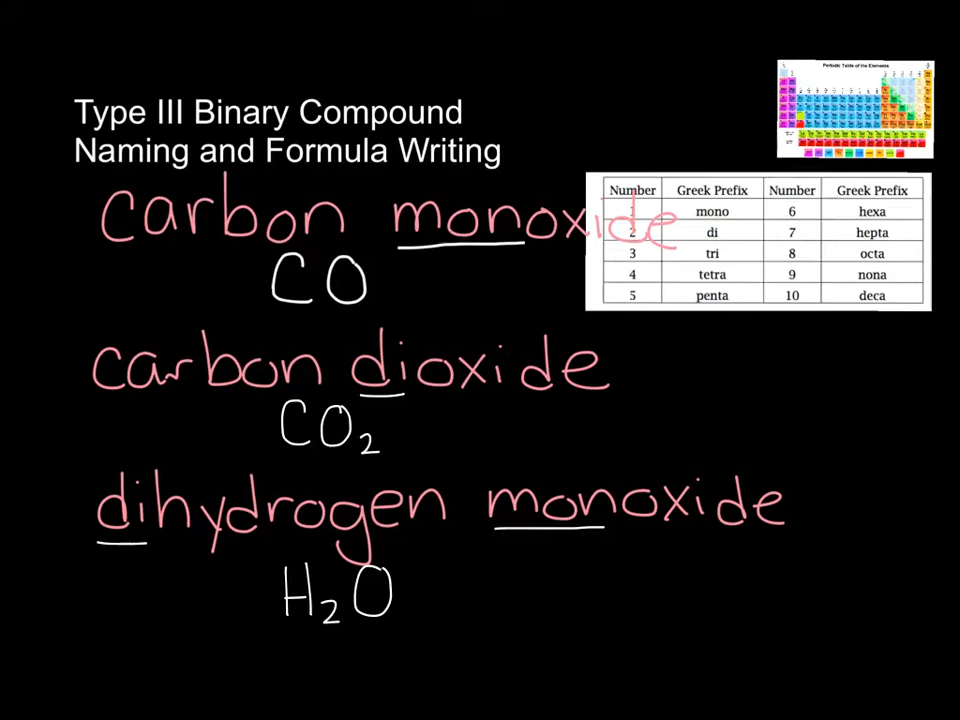 Periodic Table of the Elements
Type III Binary Compound
Naming and Formula Writing
carbon monoxide
CO
carbon dioxide
CO₂
dihydrogen monoxide
H₂O
Number Greek Prefix Number Greek Prefix
1 mono 6 hexa
2 di 7 hepta
3 tri 8 octa
4 tetra 9 nona
5 penta 10 deca